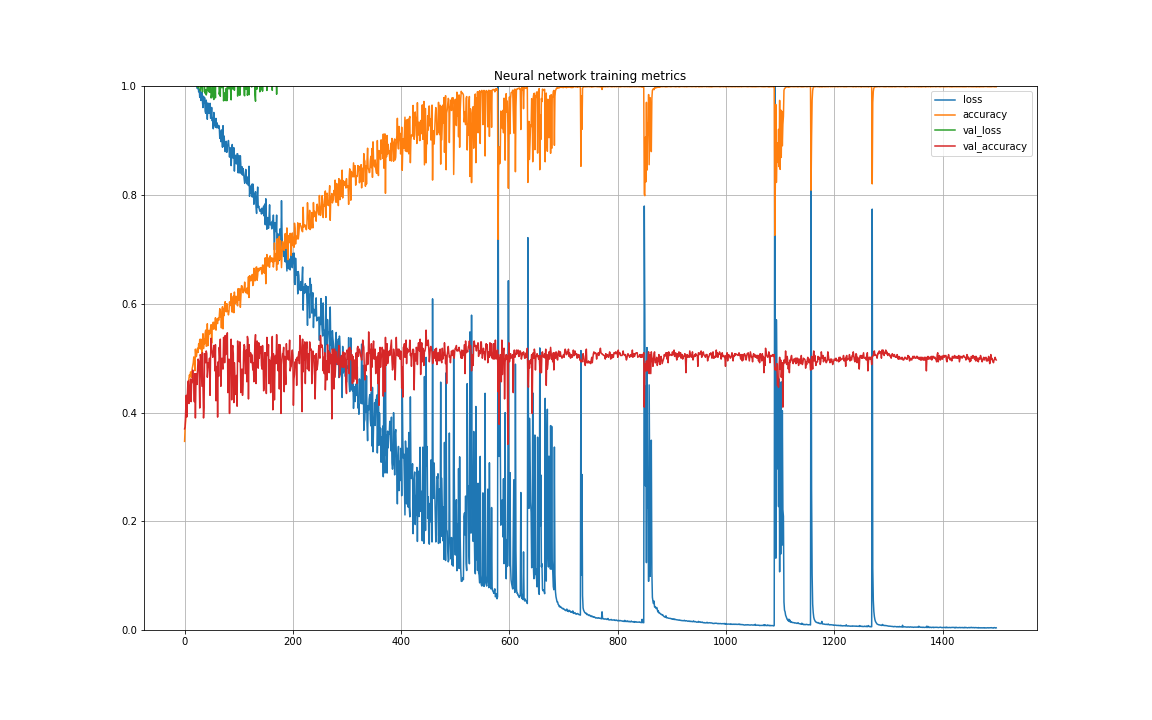 Neural network training metrics
1.0
0.8
0.6
0.4
0.2
0.0
0 200 400 600 800 1000 1200 1400
loss
accuracy
val_loss
val_accuracy